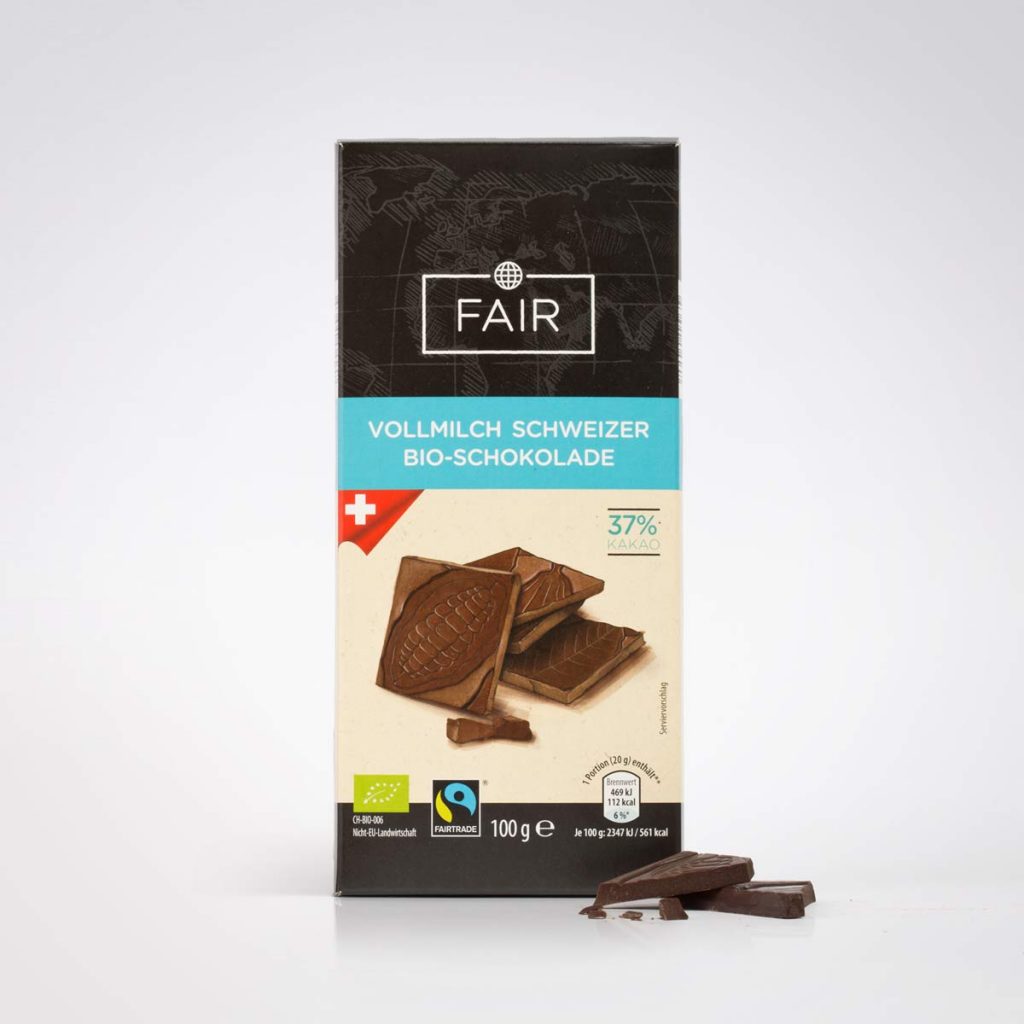 FAIR
VOLLMILCH SCHWEIZER
BIO-SCHOKOLADE
37%
KAKAO
Serviervorschlag
1 Portion (20 g) enthält**
Brennwert
469 kJ
112 kcal
6 %*
CH-BIO-006
Nicht-EU-Landwirtschaft
FAIRTRADE
®
100 g ℮
Je 100 g: 2347 kJ / 561 kcal